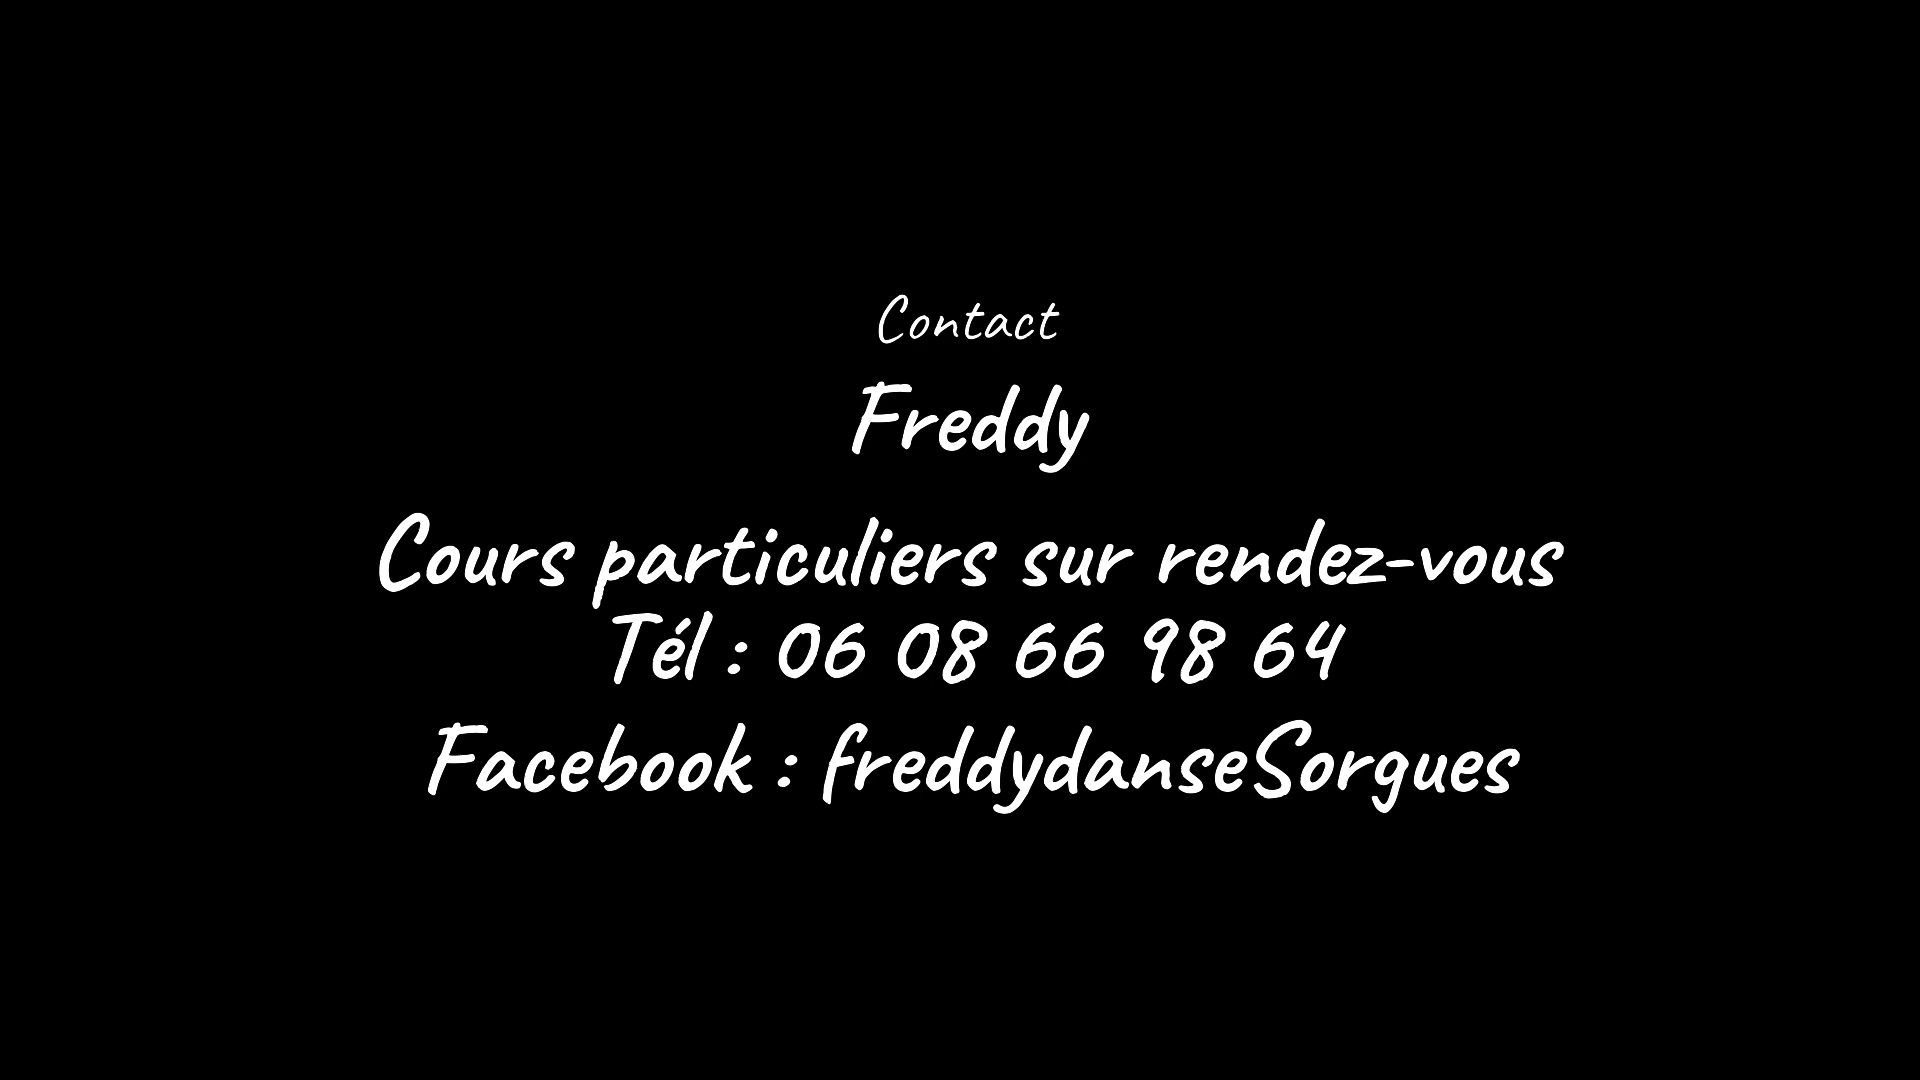 Contact
Freddy
Cours particuliers sur rendez-vous
Tél : 06 08 66 98 64
Facebook : freddydanseSorgues